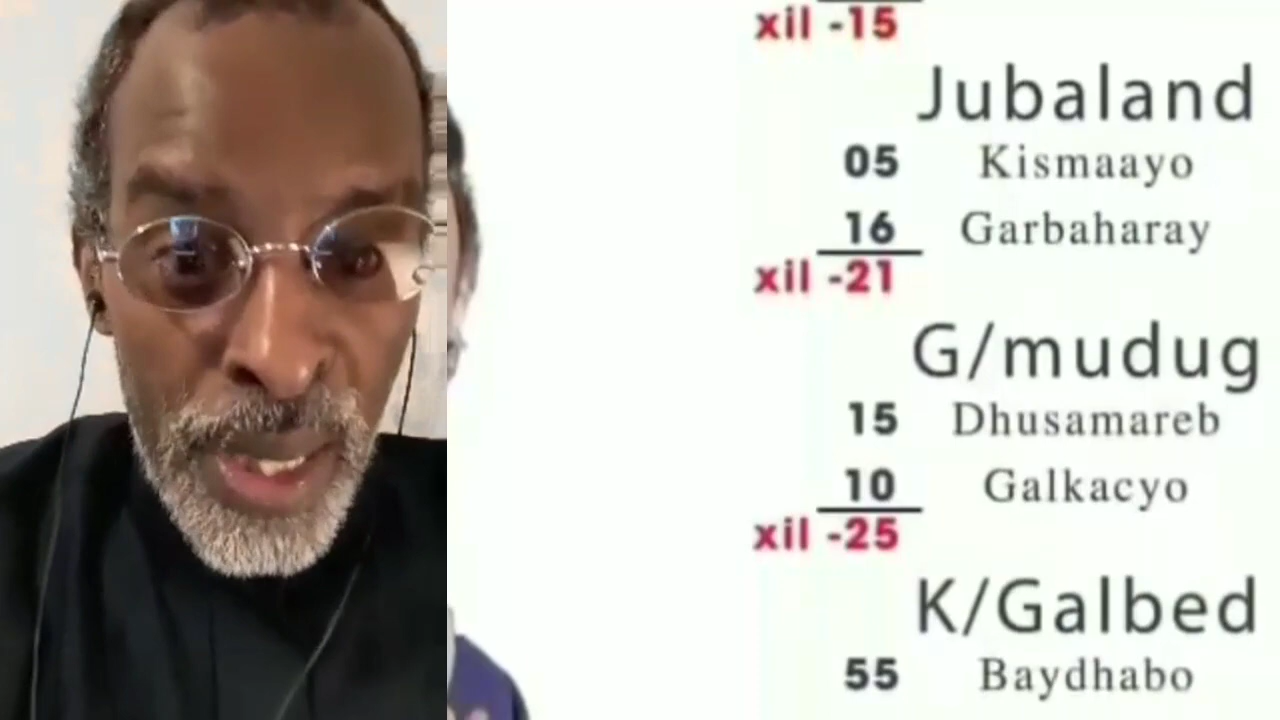 xil -15
Jubaland
05 Kismaayo
16 Garbaharay
xil -21
G/mudug
15 Dhusamareb
10 Galkacyo
xil -25
K/Galbed
55 Baydhabo